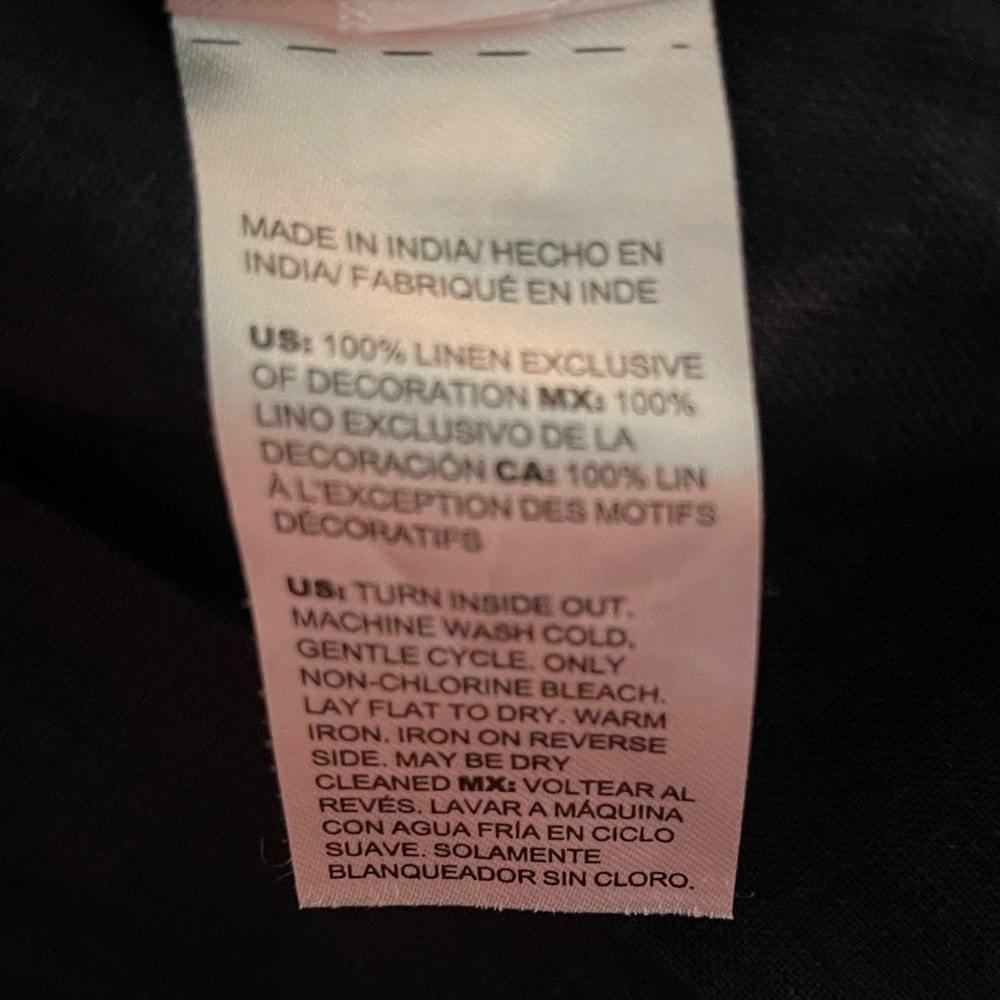 MADE IN INDIA/ HECHO EN
INDIA/ FABRIQUÉ EN INDE
US: 100% LINEN EXCLUSIVE
OF DECORATION MX: 100%
LINO EXCLUSIVO DE LA
DECORACIÓN CA: 100% LIN
À L'EXCEPTION DES MOTIFS
DÉCORATIFS
US: TURN INSIDE OUT.
MACHINE WASH COLD,
GENTLE CYCLE. ONLY
NON-CHLORINE BLEACH.
LAY FLAT TO DRY. WARM
IRON. IRON ON REVERSE
SIDE. MAY BE DRY
CLEANED MX: VOLTEAR AL
REVÉS. LAVAR A MÁQUINA
CON AGUA FRÍA EN CICLO
SUAVE. SOLAMENTE
BLANQUEADOR SIN CLORO.